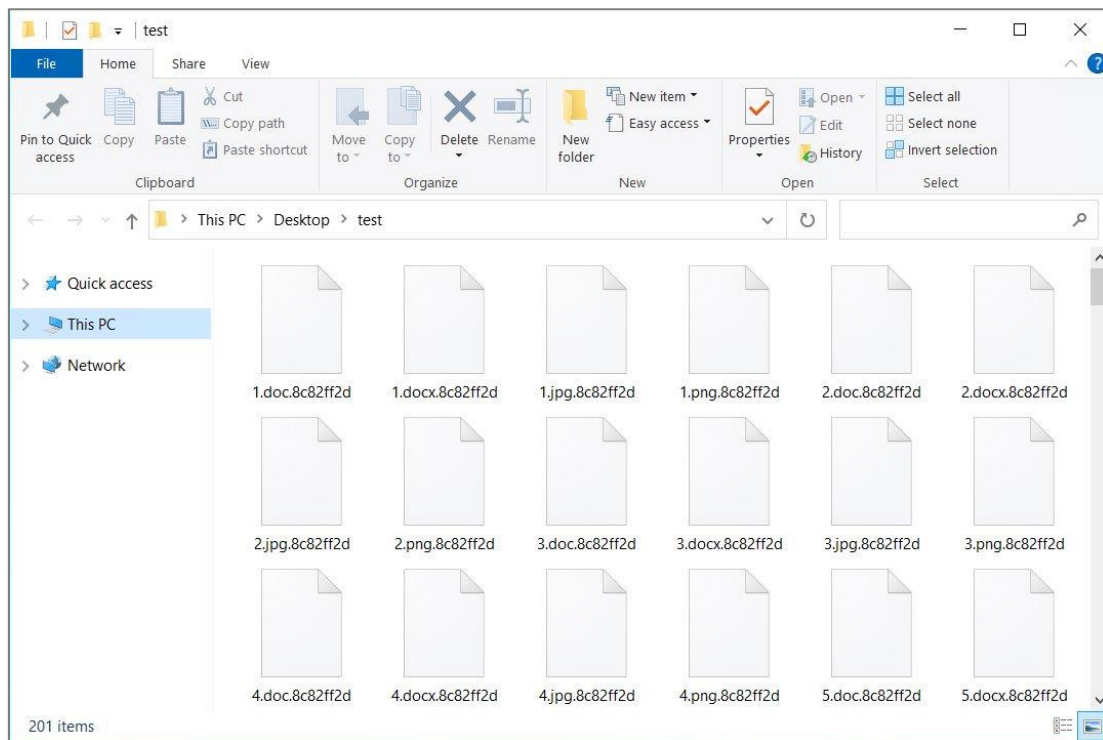 test
File Home Share View
?
Pin to Quick access
Copy
Paste
Cut
Copy path
Paste shortcut
Move to
Copy to
Delete
Rename
New folder
New item
Easy access
Properties
Open
Edit
History
Select all
Select none
Invert selection
Clipboard Organize New Open Select
This PC > Desktop > test
Quick access
This PC
Network
1.doc.8c82ff2d 1.docx.8c82ff2d 1.jpg.8c82ff2d 1.png.8c82ff2d 2.doc.8c82ff2d 2.docx.8c82ff2d
2.jpg.8c82ff2d 2.png.8c82ff2d 3.doc.8c82ff2d 3.docx.8c82ff2d 3.jpg.8c82ff2d 3.png.8c82ff2d
4.doc.8c82ff2d 4.docx.8c82ff2d 4.jpg.8c82ff2d 4.png.8c82ff2d 5.doc.8c82ff2d 5.docx.8c82ff2d
201 items